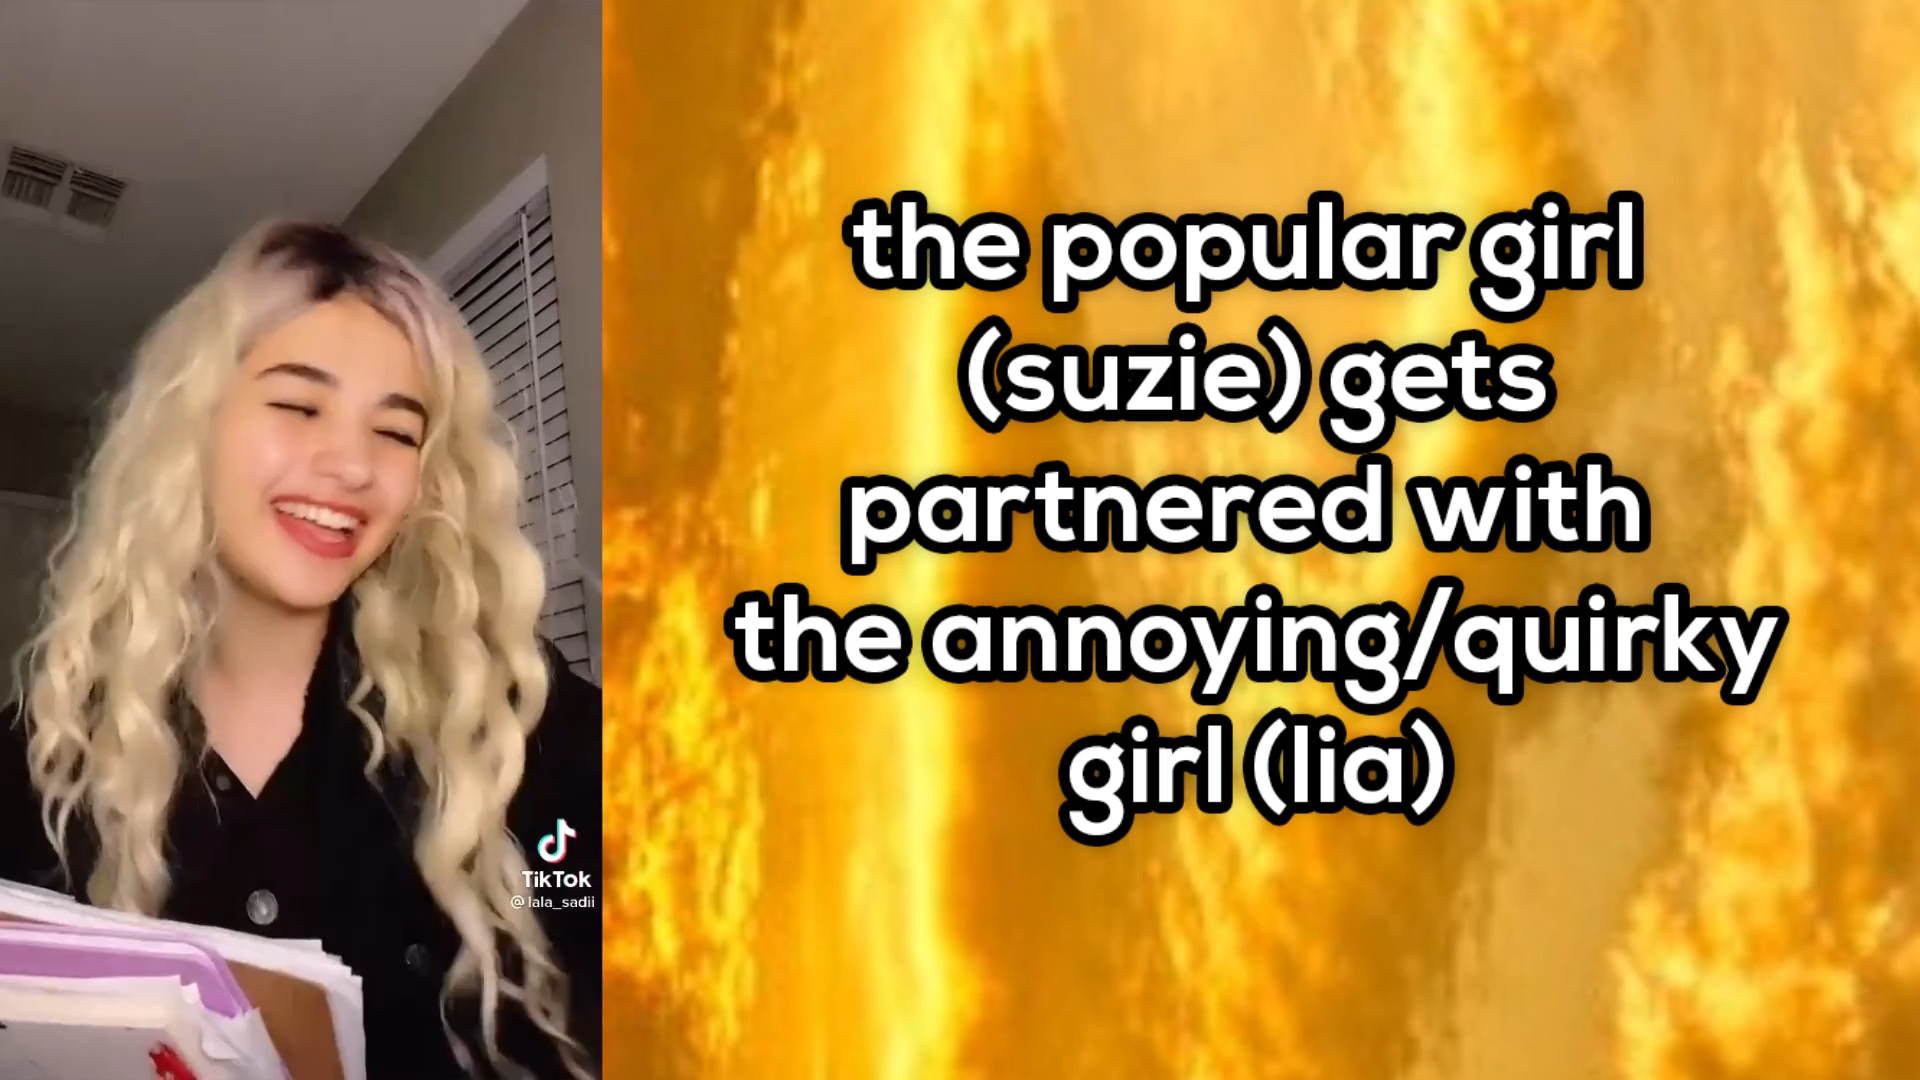 the popular girl
(suzie) gets
partnered with
the annoying/quirky
girl (lia)
TikTok
@lala_sadii